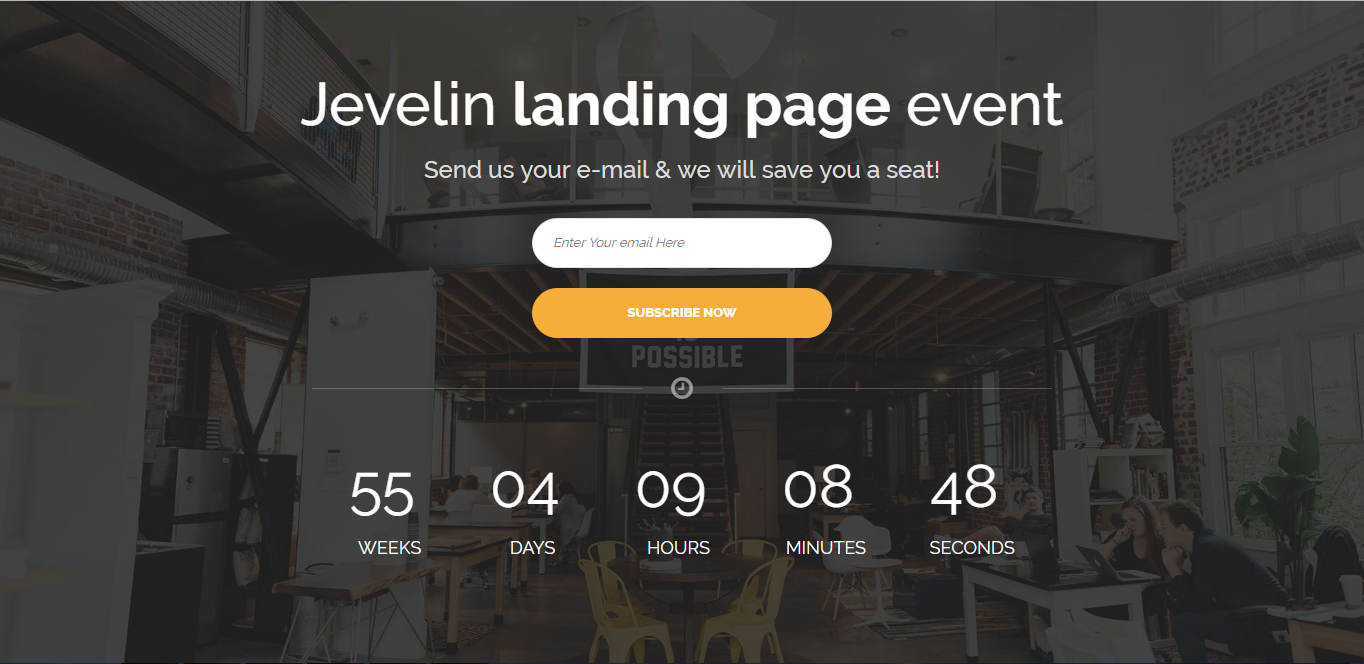 Jevelin landing page event
Send us your e-mail & we will save you a seat!
Enter Your email Here
SUBSCRIBE NOW
POSSIBLE
55 04 09 08 48
WEEKS DAYS HOURS MINUTES SECONDS